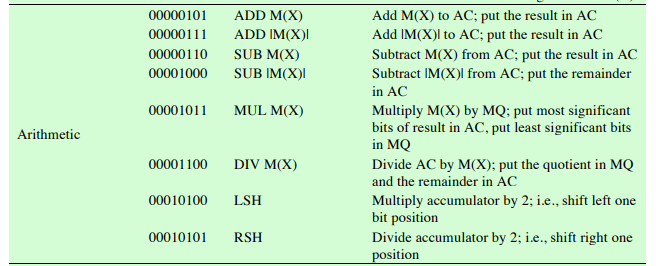 00000101 ADD M(X) Add M(X) to AC; put the result in AC
00000111 ADD |M(X)| Add |M(X)| to AC; put the result in AC
00000110 SUB M(X) Subtract M(X) from AC; put the result in AC
00001000 SUB |M(X)| Subtract |M(X)| from AC; put the remainder
in AC
00001011 MUL M(X) Multiply M(X) by MQ; put most significant
bits of result in AC, put least significant bits
in MQ
Arithmetic
00001100 DIV M(X) Divide AC by M(X); put the quotient in MQ
and the remainder in AC
00010100 LSH Multiply accumulator by 2; i.e., shift left one
bit position
00010101 RSH Divide accumulator by 2; i.e., shift right one
position